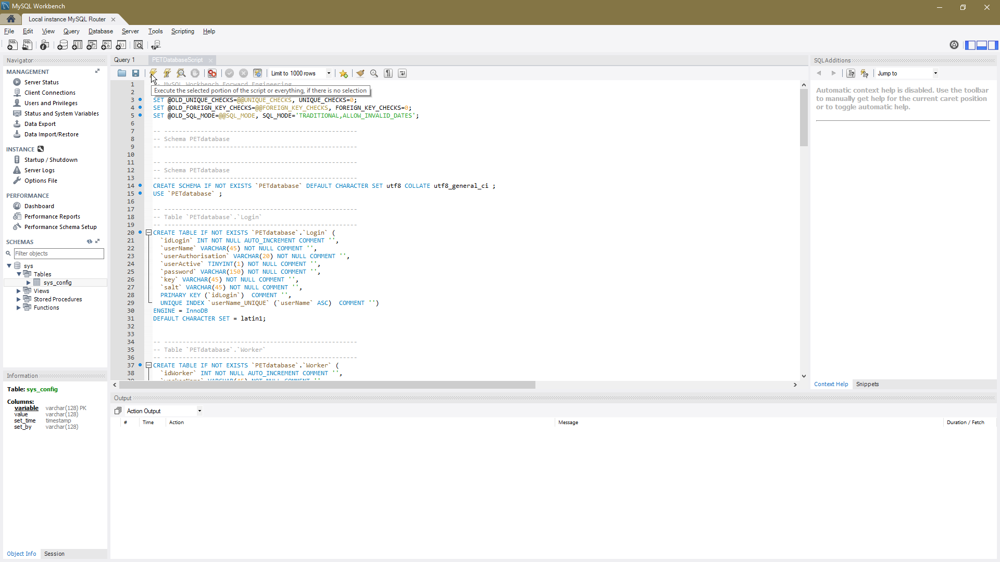 MySQL Workbench
Local instance MySQL Router
File Edit View Query Database Server Tools Scripting Help
Navigator
MANAGEMENT
Server Status
Client Connections
Users and Privileges
Status and System Variables
Data Export
Data Import/Restore
INSTANCE
Startup / Shutdown
Server Logs
Options File
PERFORMANCE
Dashboard
Performance Reports
Performance Schema Setup
SCHEMAS
Filter objects
sys
Tables
sys_config
Views
Stored Procedures
Functions
Information
Table: sys_config
Columns:
variable varchar(128) PK
value varchar(128)
set_time timestamp
set_by varchar(128)
Object Info Session
Query 1 PETDatabaseScript
Limit to 1000 rows
1 -- MySQL Workbench Forward Engineering
Execute the selected portion of the script or everything, if there is no selection
2
3 SET @OLD_UNIQUE_CHECKS=@@UNIQUE_CHECKS, UNIQUE_CHECKS=0;
4 SET @OLD_FOREIGN_KEY_CHECKS=@@FOREIGN_KEY_CHECKS, FOREIGN_KEY_CHECKS=0;
5 SET @OLD_SQL_MODE=@@SQL_MODE, SQL_MODE='TRADITIONAL,ALLOW_INVALID_DATES';
6
7 -- -----------------------------------------------------
8 -- Schema PETdatabase
9 -- -----------------------------------------------------
10
11 -- -----------------------------------------------------
12 -- Schema PETdatabase
13 -- -----------------------------------------------------
14 CREATE SCHEMA IF NOT EXISTS `PETdatabase` DEFAULT CHARACTER SET utf8 COLLATE utf8_general_ci ;
15 USE `PETdatabase` ;
16
17 -- -----------------------------------------------------
18 -- Table `PETdatabase`.`Login`
19 -- -----------------------------------------------------
20 CREATE TABLE IF NOT EXISTS `PETdatabase`.`Login` (
21 `idLogin` INT NOT NULL AUTO_INCREMENT COMMENT '',
22 `userName` VARCHAR(45) NOT NULL COMMENT '',
23 `userAuthorisation` VARCHAR(20) NOT NULL COMMENT '',
24 `userActive` TINYINT(1) NOT NULL COMMENT '',
25 `password` VARCHAR(150) NOT NULL COMMENT '',
26 `key` VARCHAR(45) NOT NULL COMMENT '',
27 `salt` VARCHAR(45) NOT NULL COMMENT '',
28 PRIMARY KEY (`idLogin`)  COMMENT '',
29 UNIQUE INDEX `userName_UNIQUE` (`userName` ASC)  COMMENT '')
30 ENGINE = InnoDB
31 DEFAULT CHARACTER SET = latin1;
32
33
34 -- -----------------------------------------------------
35 -- Table `PETdatabase`.`Worker`
36 -- -----------------------------------------------------
37 CREATE TABLE IF NOT EXISTS `PETdatabase`.`Worker` (
38 `idWorker` INT NOT NULL AUTO_INCREMENT COMMENT '',
Output
Action Output
# Time Action Message Duration / Fetch
SQLAdditions
Jump to
Automatic context help is disabled. Use the toolbar
to manually get help for the current caret position
or to toggle automatic help.
Context Help Snippets